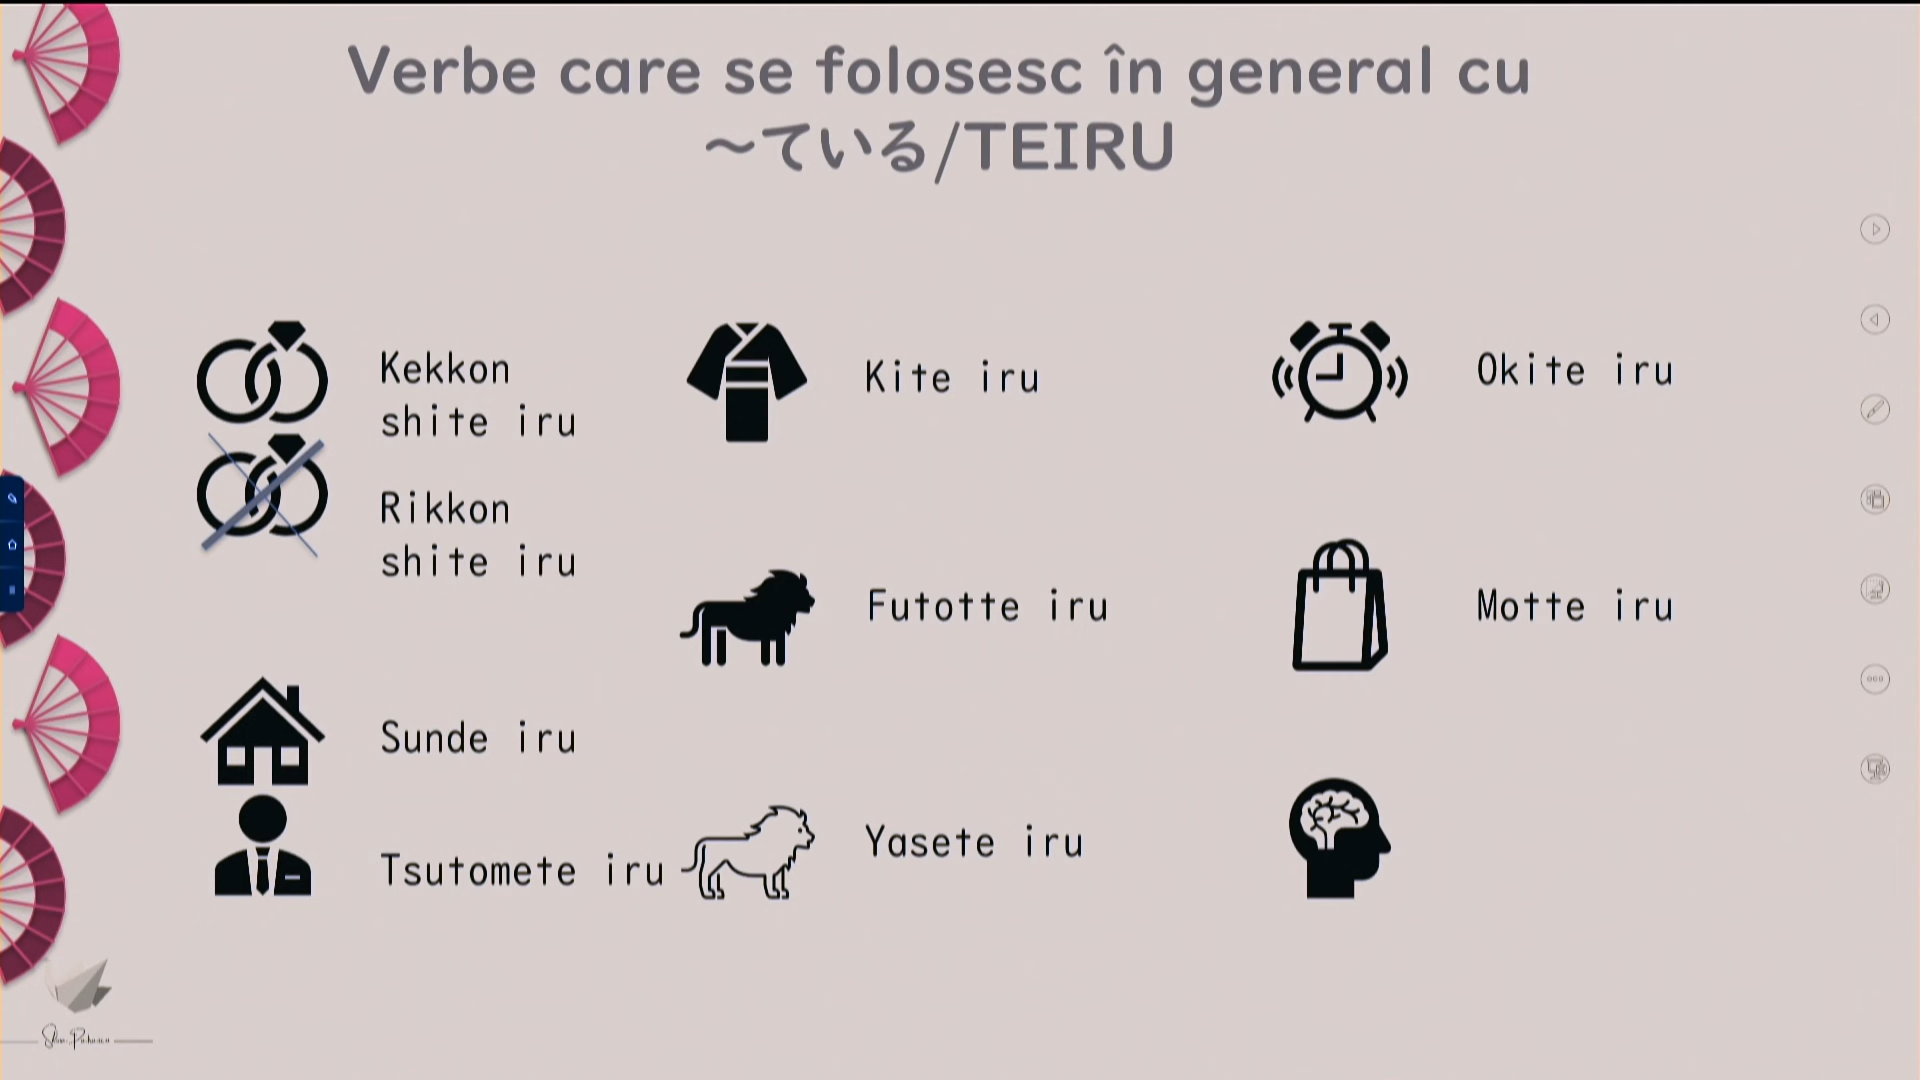 Verbe care se folosesc în general cu
～ている/TEIRU
Kekkon
shite iru
Rikkon
shite iru
Sunde iru
Tsutomete iru
Kite iru
Futotte iru
Yasete iru
Okite iru
Motte iru